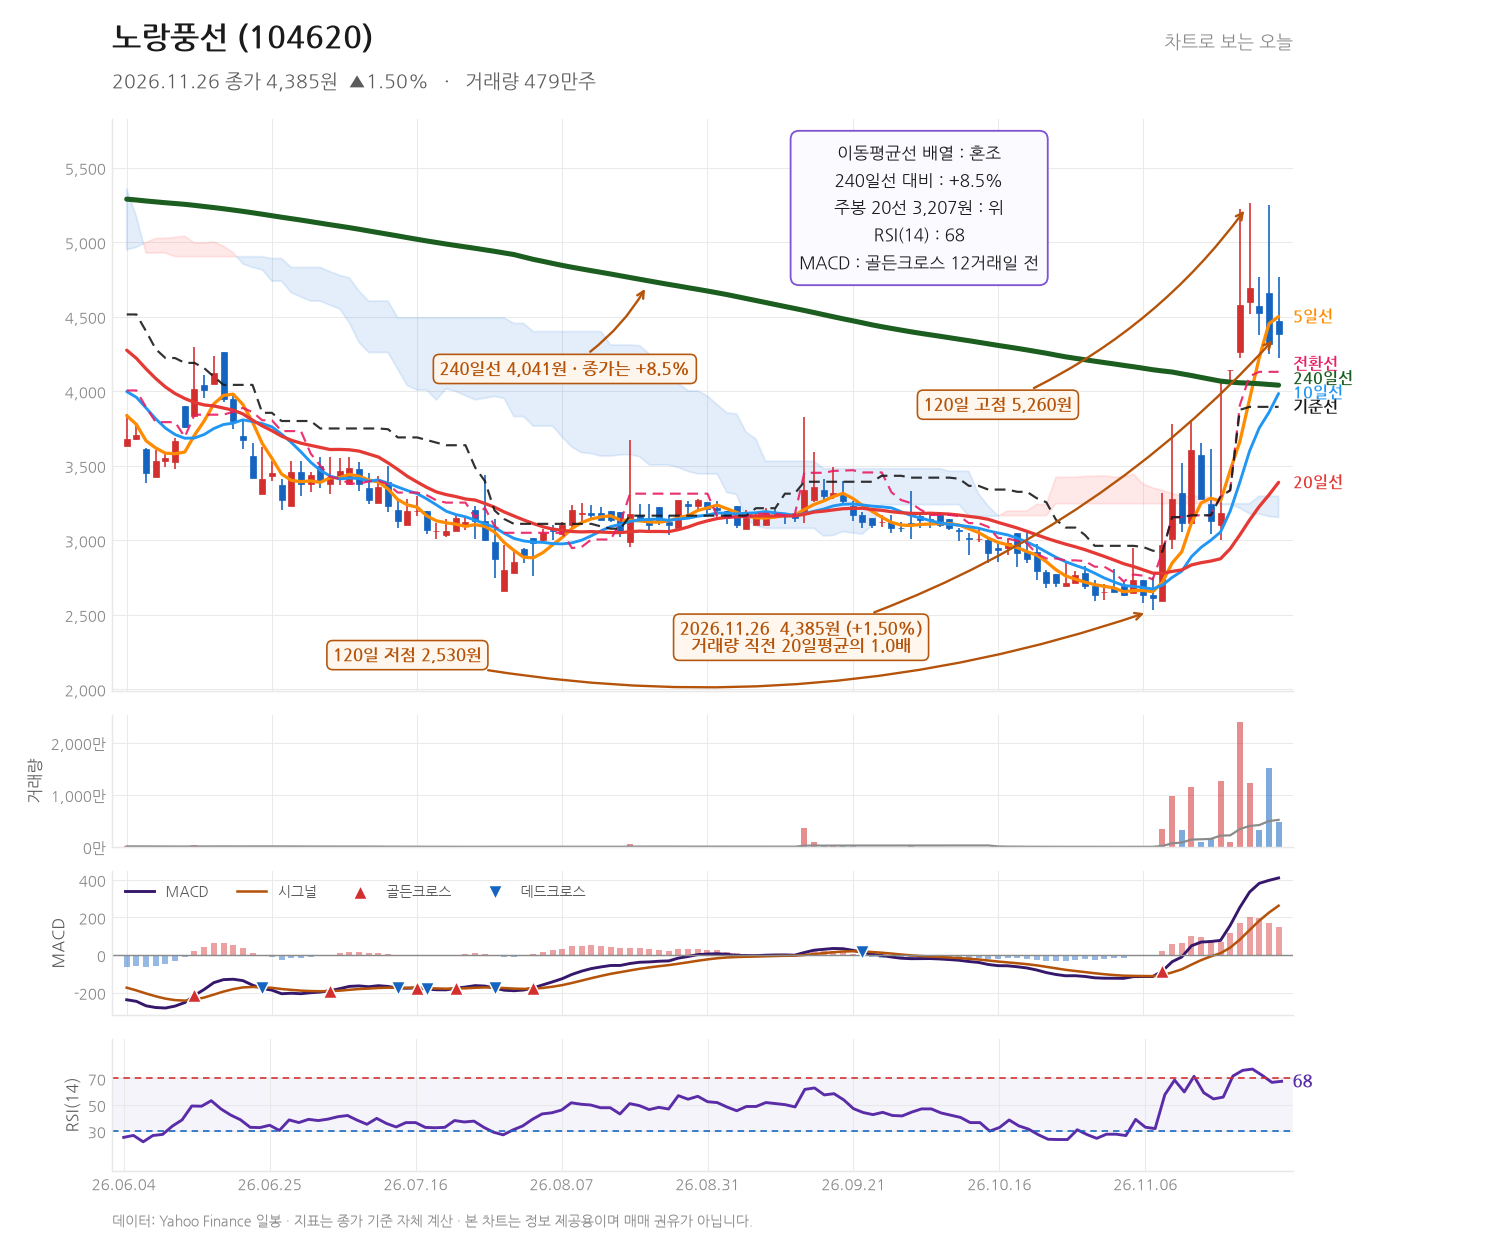 노랑풍선 (104620)
차트로 보는 오늘
2026.11.26 종가 4,385원 ▲1.50% · 거래량 479만주
이동평균선 배열 : 혼조
240일선 대비 : +8.5%
주봉 20선 3,207원 : 위
RSI(14) : 68
MACD : 골든크로스 12거래일 전
5,500
5,000
4,500
4,000
3,500
3,000
2,500
2,000
240일선 4,041원 · 종가는 +8.5%
120일 고점 5,260원
2026.11.26 4,385원 (+1.50%)
거래량 직전 20일평균의 1.0배
120일 저점 2,530원
5일선
전환선
240일선
10일선
기준선
20일선
거래량
2,000만
1,000만
0만
MACD
400
200
0
-200
MACD
시그널
골든크로스
데드크로스
RSI(14)
70
50
30
68
26.06.04
26.06.25
26.07.16
26.08.07
26.08.31
26.09.21
26.10.16
26.11.06
데이터: Yahoo Finance 일봉 · 지표는 종가 기준 자체 계산 · 본 차트는 정보 제공용이며 매매 권유가 아닙니다.